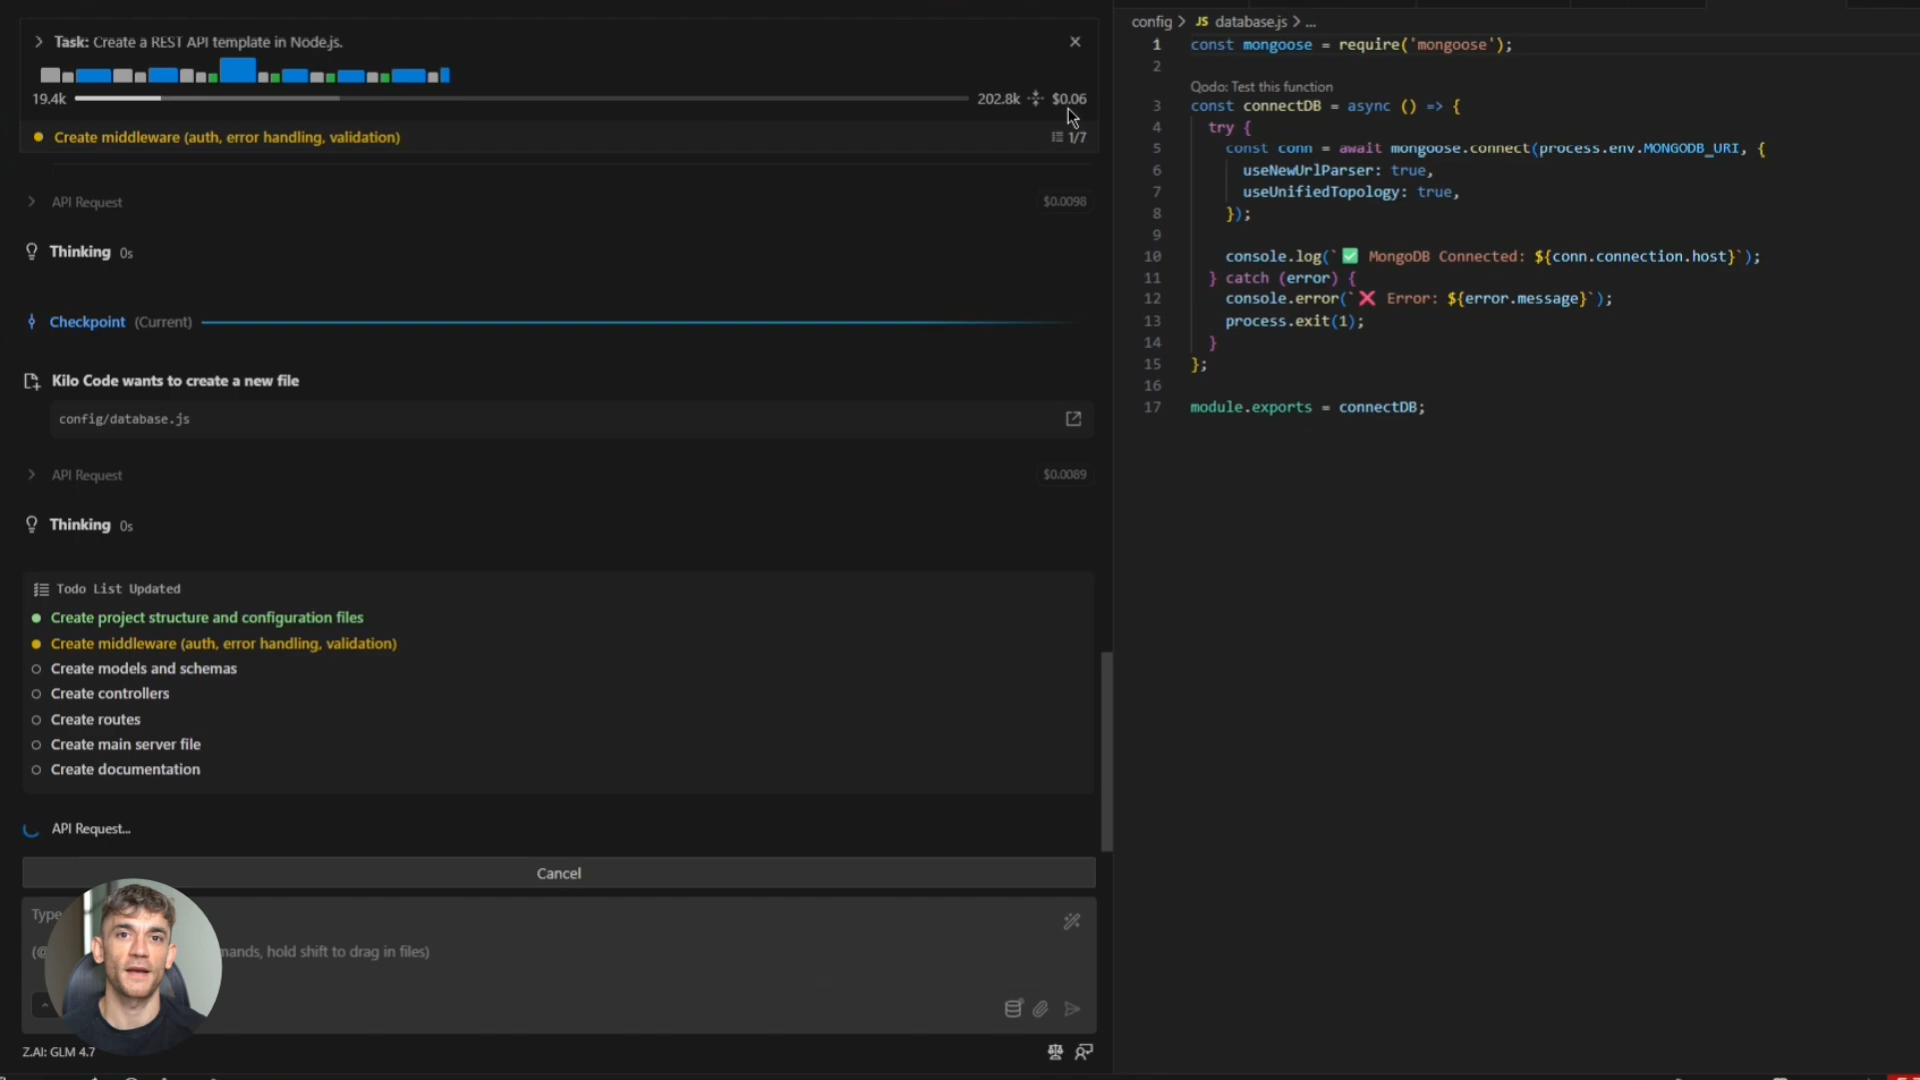 Task: Create a REST API template in Node.js.
19.4k 202.8k $0.06
Create middleware (auth, error handling, validation) 1/7
API Request $0.0098
Thinking 0s
Checkpoint (Current)
Kilo Code wants to create a new file
config/database.js
API Request $0.0089
Thinking 0s
Todo List Updated
Create project structure and configuration files
Create middleware (auth, error handling, validation)
Create models and schemas
Create controllers
Create routes
Create main server file
Create documentation
API Request...
Cancel
Type
(@ mands, hold shift to drag in files)
Z.AI: GLM 4.7
config > JS database.js > ...
1 const mongoose = require('mongoose');
2
Qodo: Test this function
3 const connectDB = async () => {
4 try {
5 const conn = await mongoose.connect(process.env.MONGODB_URI, {
6 useNewUrlParser: true,
7 useUnifiedTopology: true,
8 });
9
10 console.log(`✅ MongoDB Connected: ${conn.connection.host}`);
11 } catch (error) {
12 console.error(`❌ Error: ${error.message}`);
13 process.exit(1);
14 }
15 };
16
17 module.exports = connectDB;